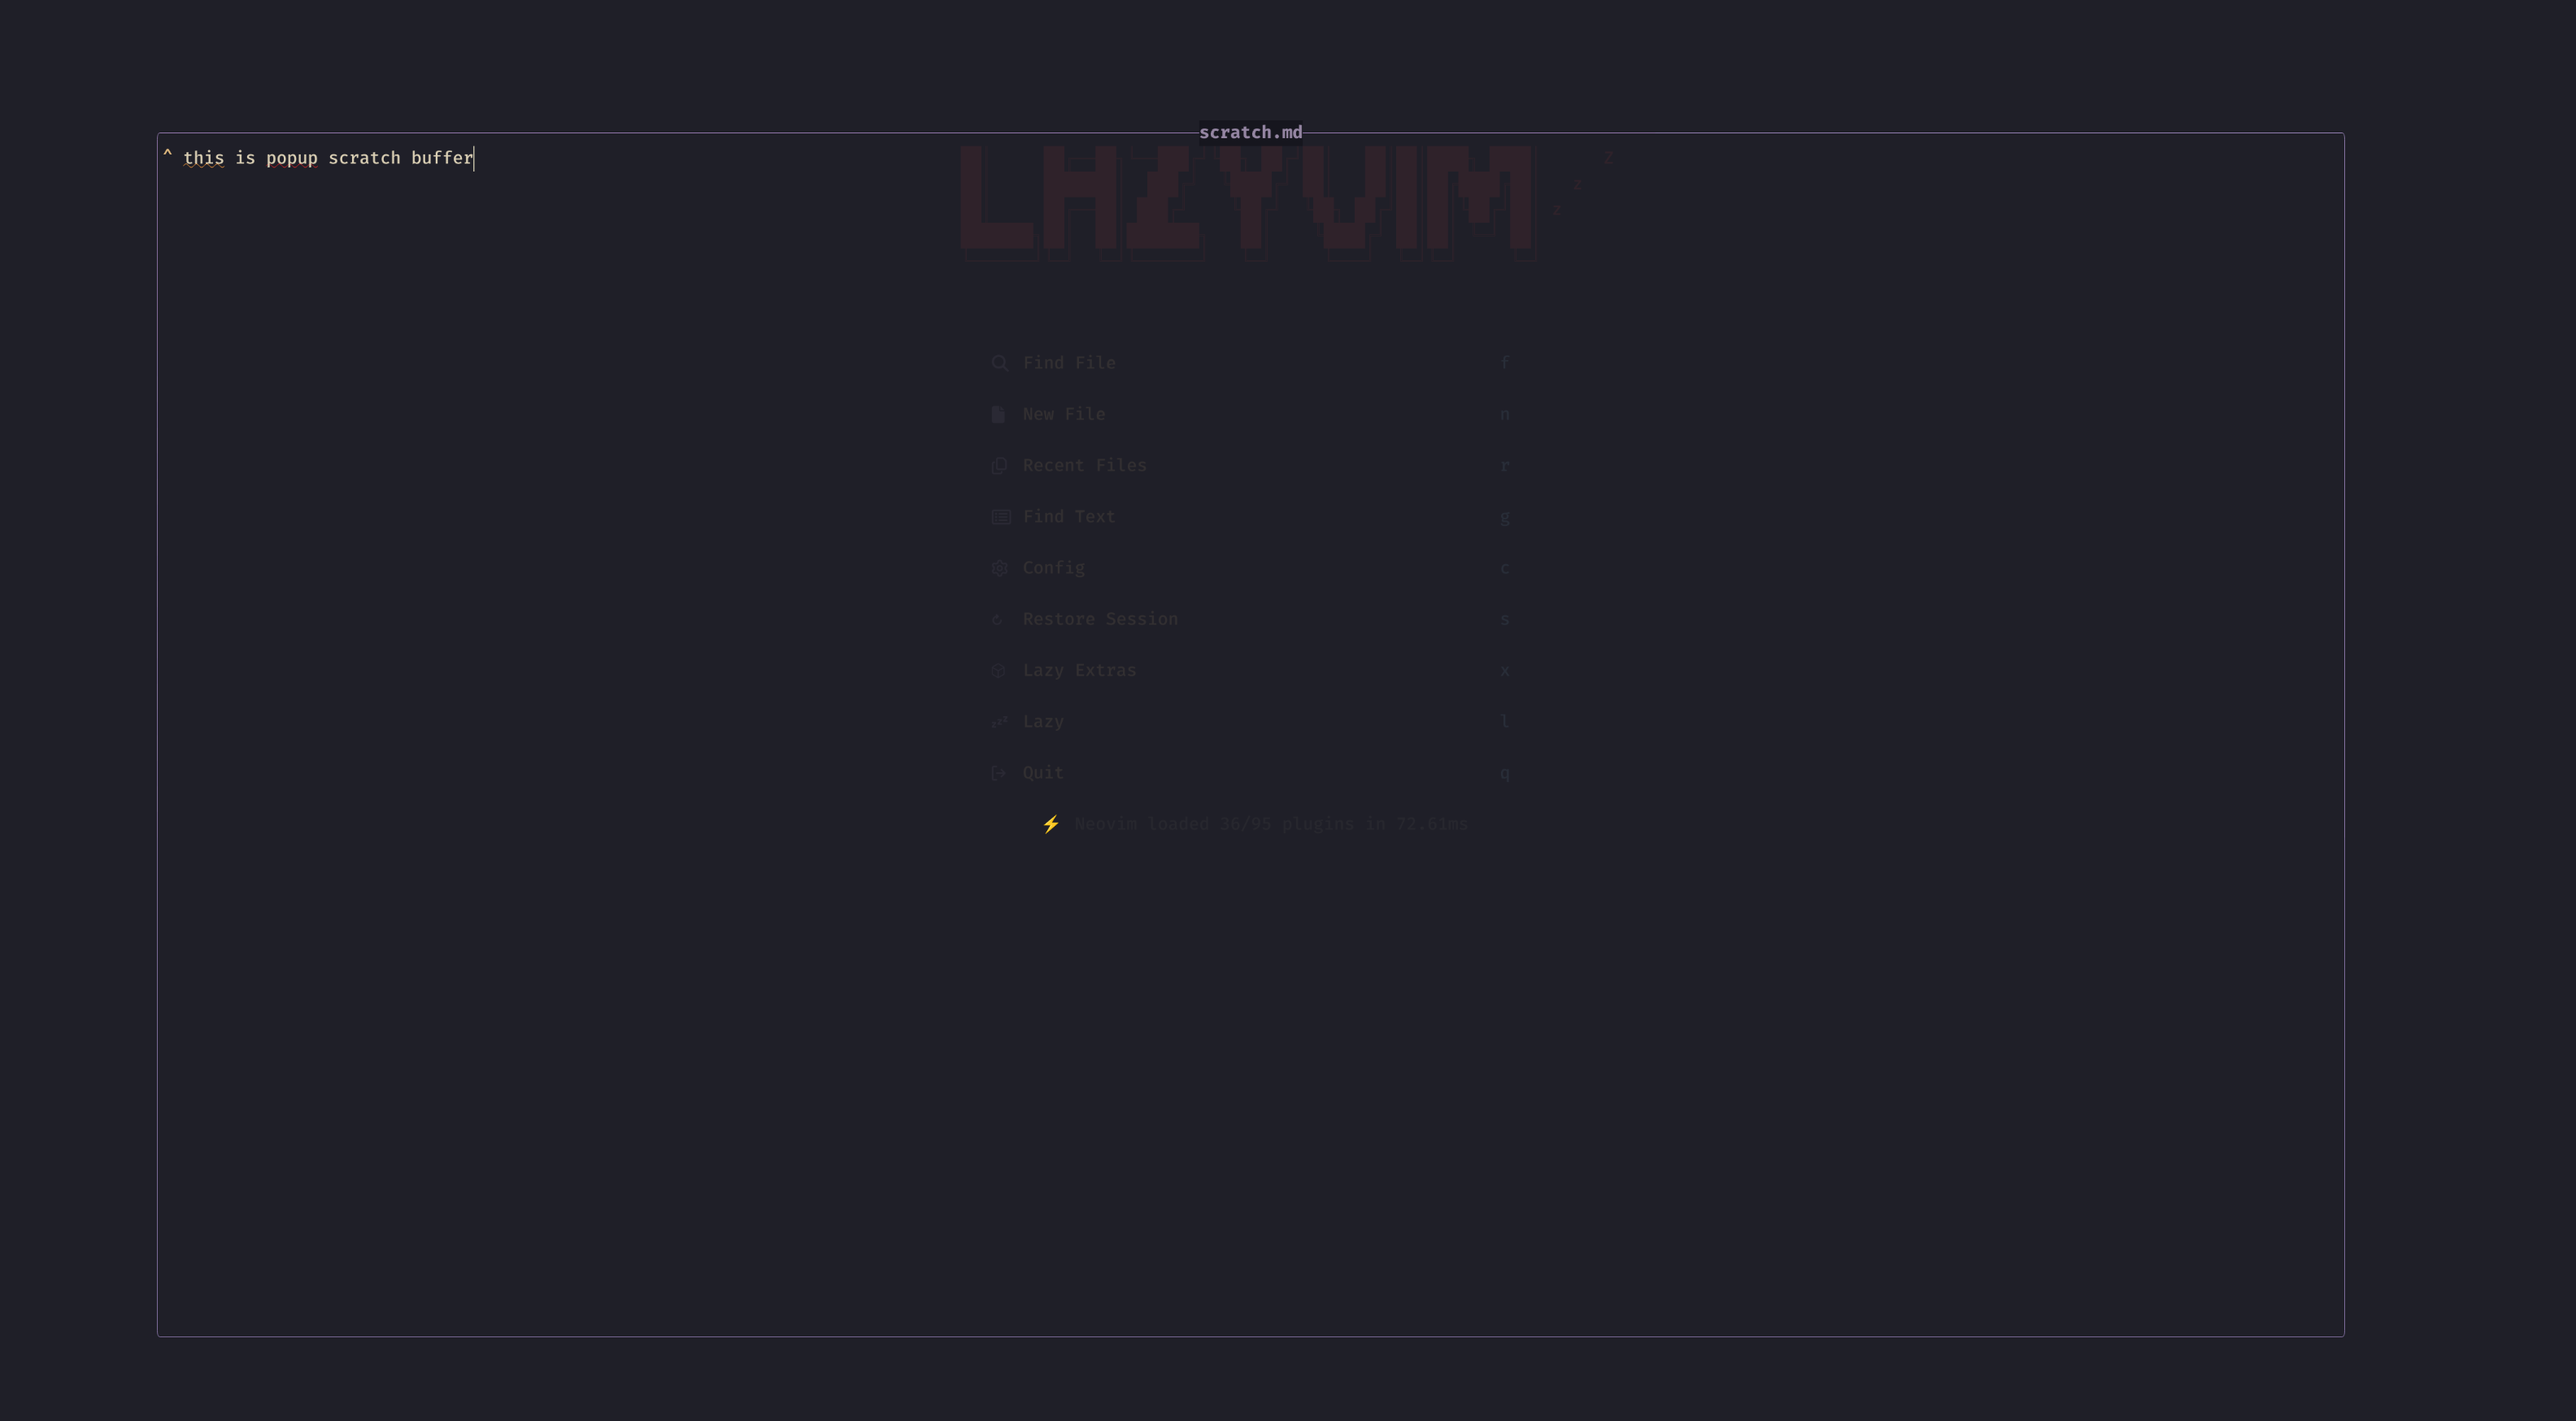 scratch.md
^ this is popup scratch buffer
LAZYVIM Z
z
z
Find File f
New File n
Recent Files r
Find Text g
Config c
Restore Session s
Lazy Extras x
Lazy l
Quit q
⚡ Neovim loaded 36/95 plugins in 72.61ms